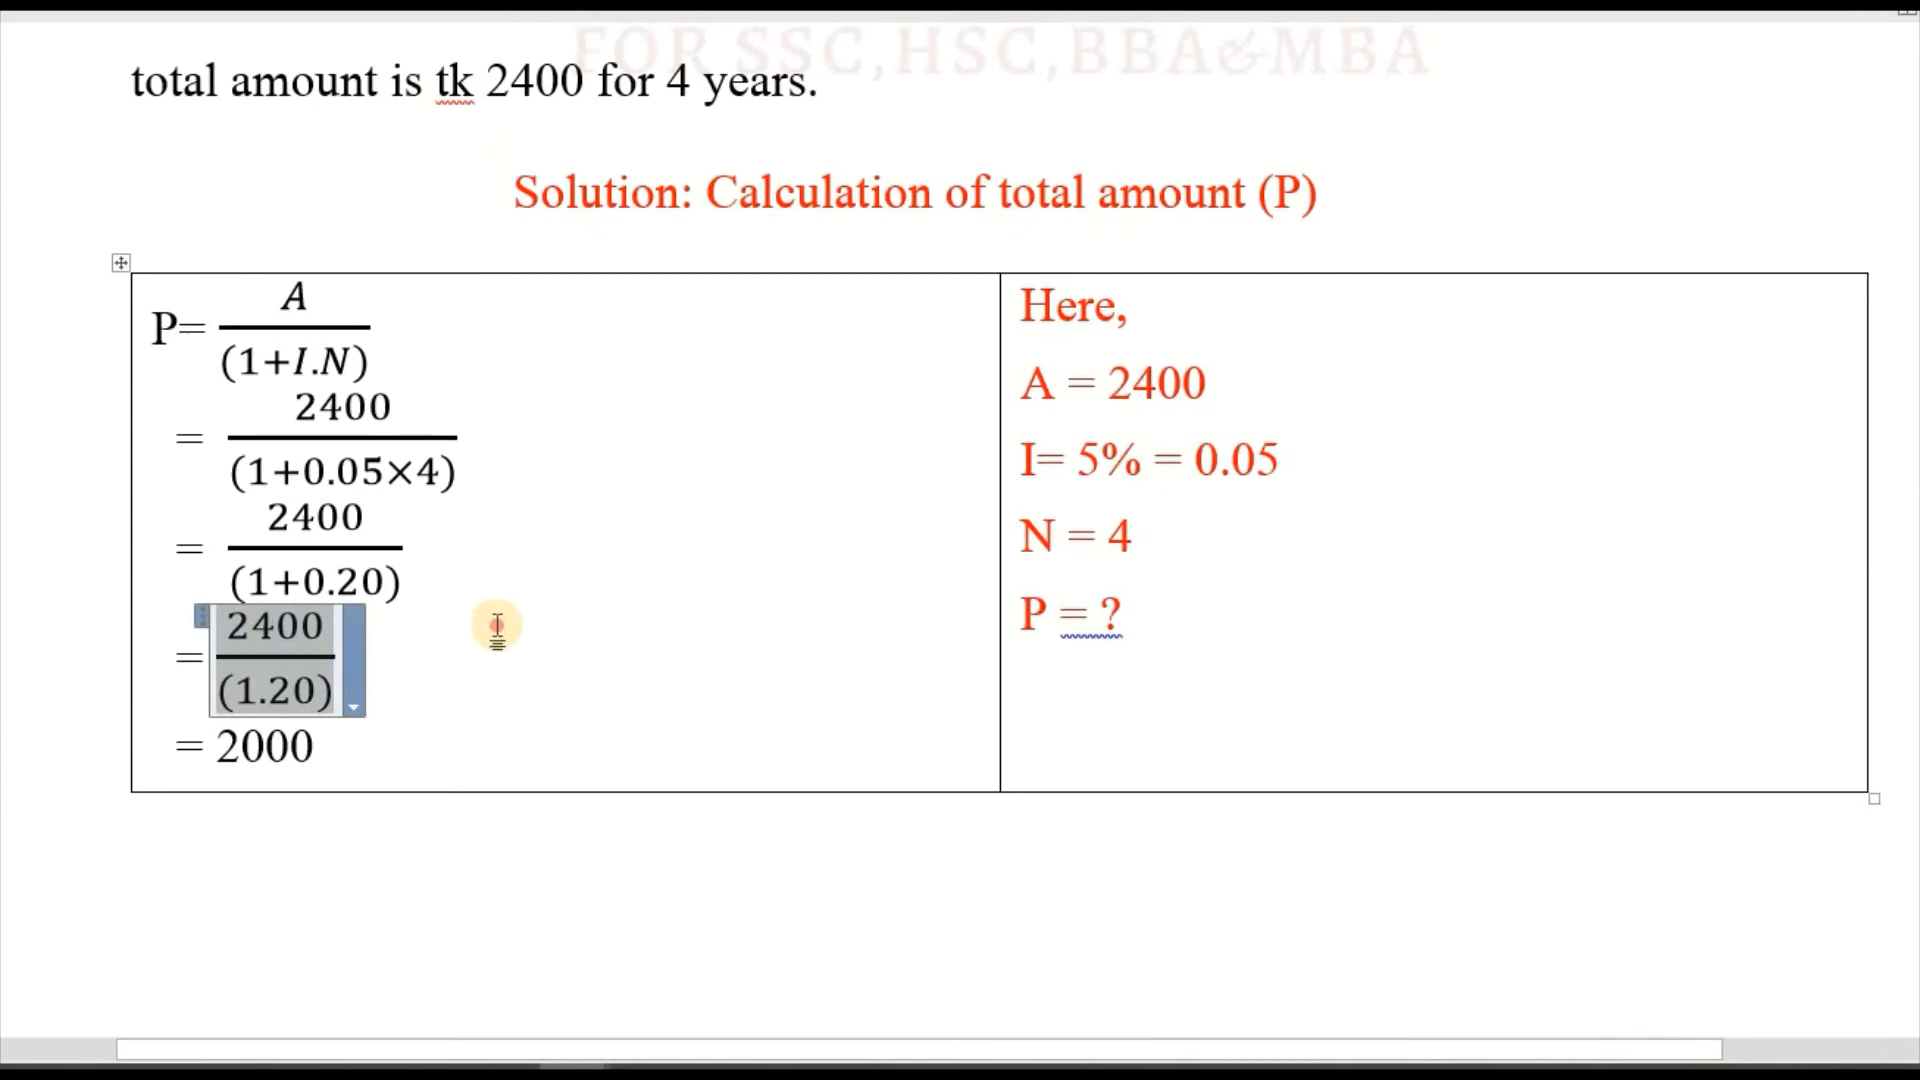 FOR SSC,HSC,BBA&MBA
total amount is tk 2400 for 4 years.
Solution: Calculation of total amount (P)
P= A/(1+I.N)
= 2400/(1+0.05×4)
= 2400/(1+0.20)
= 2400/(1.20)
= 2000
Here,
A = 2400
I= 5% = 0.05
N = 4
P = ?